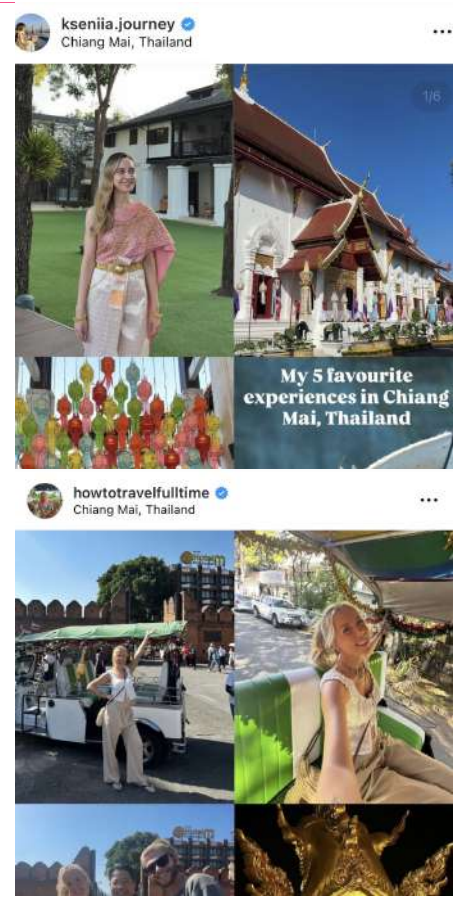 kseniia.journey
Chiang Mai, Thailand
1/6
My 5 favourite
experiences in Chiang
Mai, Thailand
howtotravelfulltime
Chiang Mai, Thailand